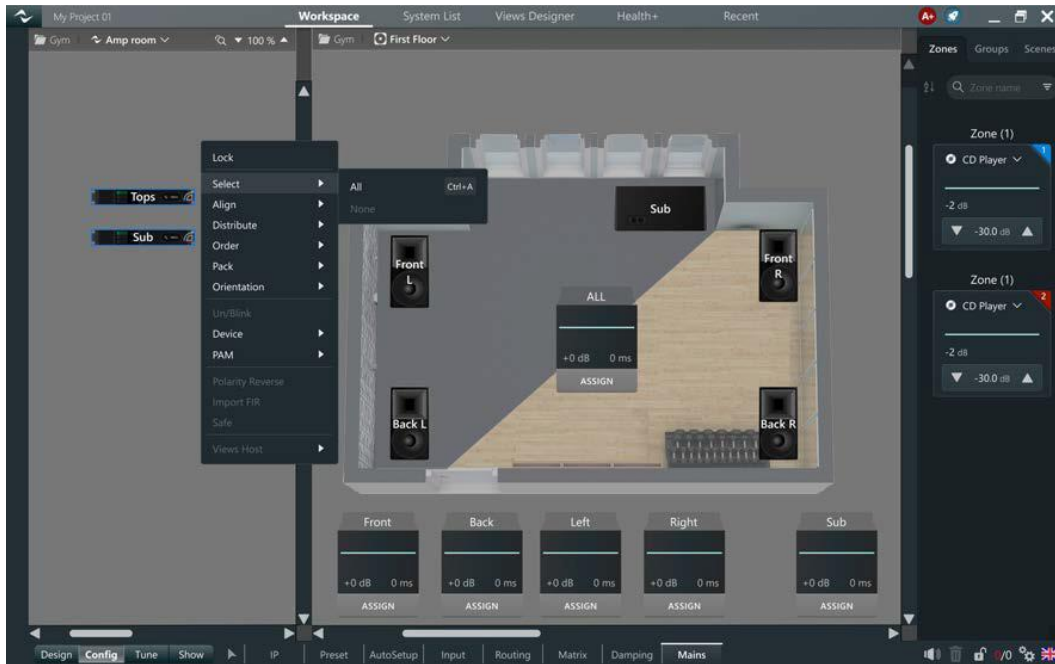 My Project 01
Workspace
System List
Views Designer
Health+
Recent
A+
Gym
Amp room
100 %
Gym
First Floor
Zones
Groups
Scenes
Zone name
Tops
Sub
Lock
Select
Align
Distribute
Order
Pack
Orientation
Un/Blink
Device
PAM
Polarity Reverse
Import FIR
Safe
Views Host
All Ctrl+A
None
Sub
Front
L
Front
R
ALL
+0 dB 0 ms
ASSIGN
Back L
Back R
Front
+0 dB 0 ms
ASSIGN
Back
+0 dB 0 ms
ASSIGN
Left
+0 dB 0 ms
ASSIGN
Right
+0 dB 0 ms
ASSIGN
Sub
+0 dB 0 ms
ASSIGN
Zone (1)
1
CD Player
-2 dB
-30.0 dB
Zone (1)
2
CD Player
-2 dB
-30.0 dB
Design Config Tune Show
IP Preset AutoSetup Input Routing Matrix Damping Mains
0/0